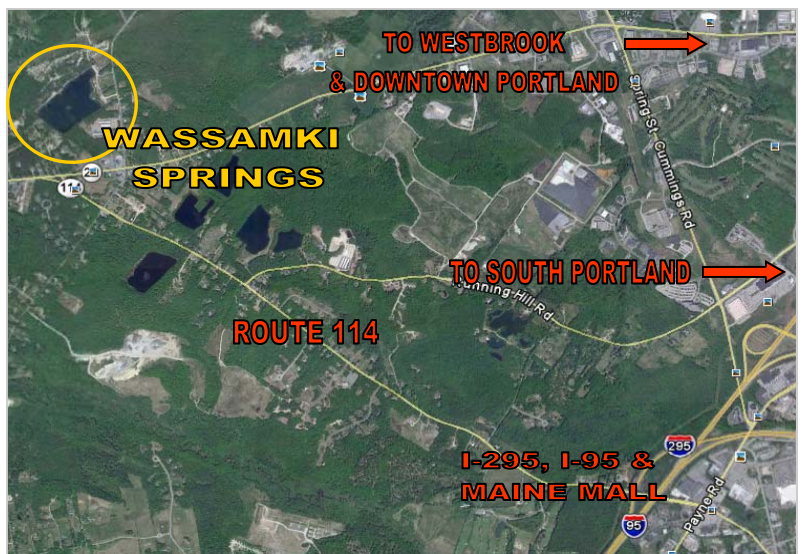 TO WESTBROOK
& DOWNTOWN PORTLAND
Spring St
Cummings Rd
WASSAMKI
SPRINGS
114
TO SOUTH PORTLAND
Running Hill Rd
ROUTE 114
295
I-295, I-95 &
MAINE MALL
95
Payne Rd